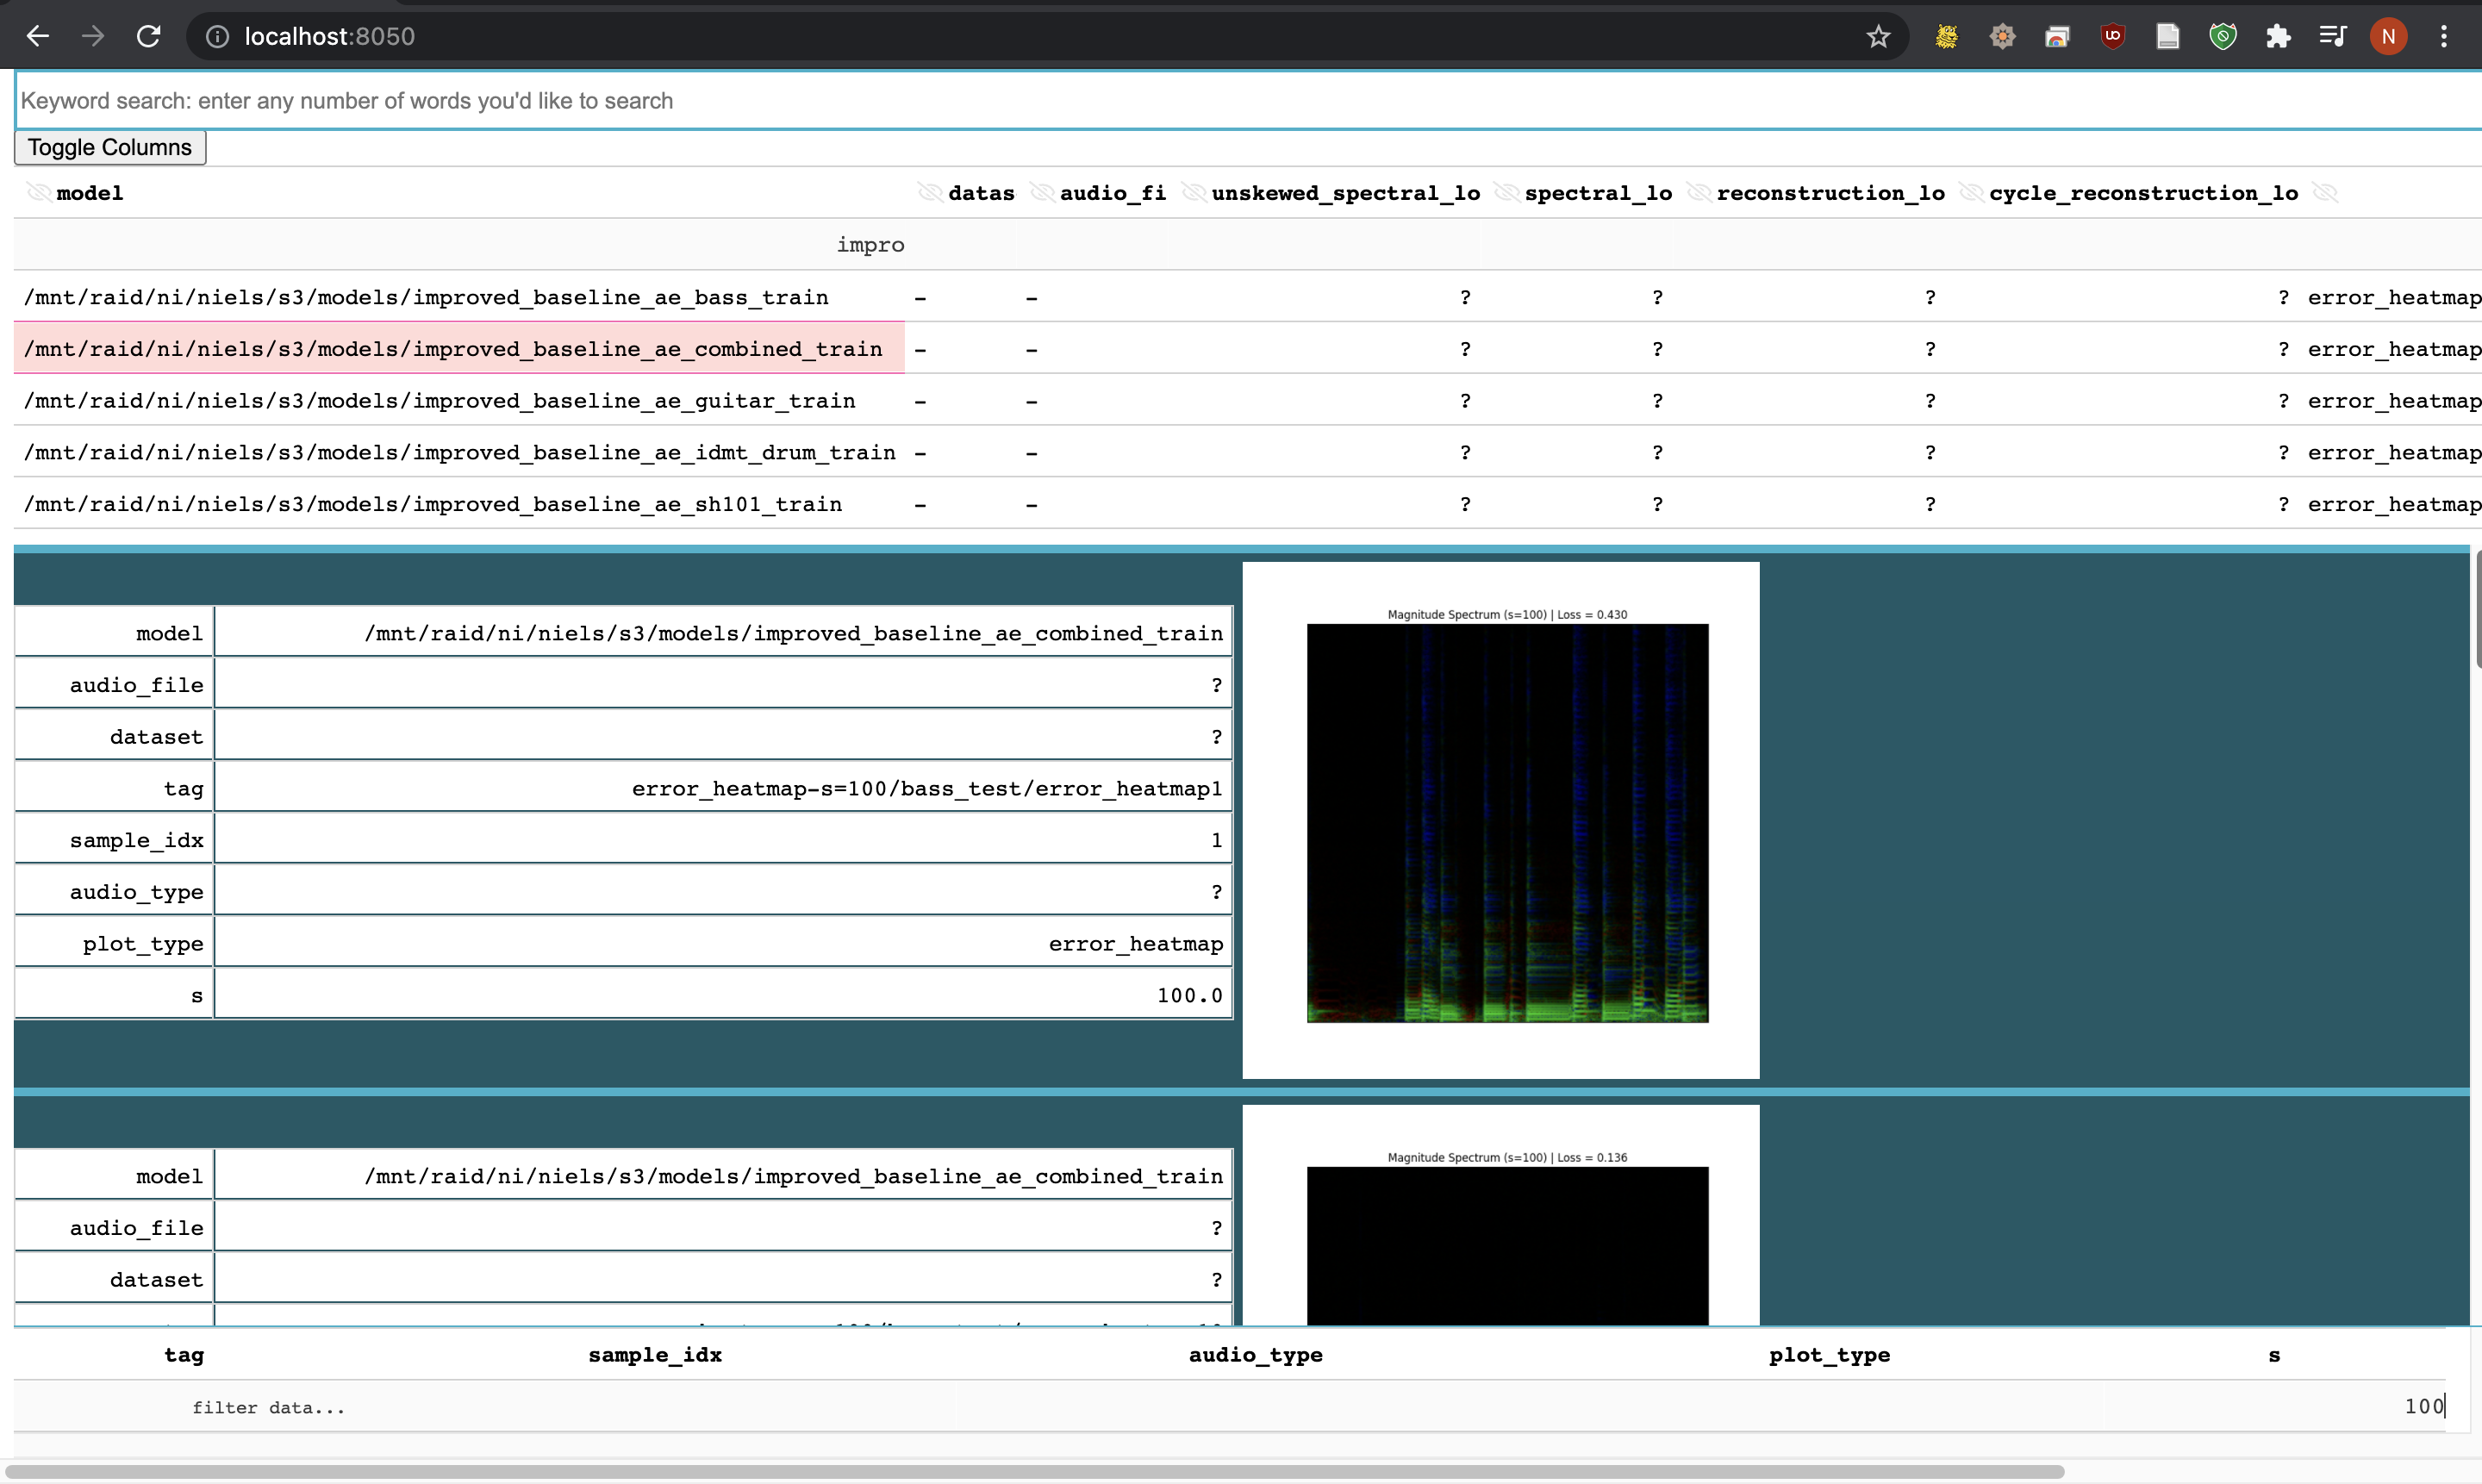 localhost:8050
N
Keyword search: enter any number of words you'd like to search
Toggle Columns
model datas audio_fi unskewed_spectral_lo spectral_lo reconstruction_lo cycle_reconstruction_lo
impro
/mnt/raid/ni/niels/s3/models/improved_baseline_ae_bass_train - - ? ? ? ? error_heatmap
/mnt/raid/ni/niels/s3/models/improved_baseline_ae_combined_train - - ? ? ? ? error_heatmap
/mnt/raid/ni/niels/s3/models/improved_baseline_ae_guitar_train - - ? ? ? ? error_heatmap
/mnt/raid/ni/niels/s3/models/improved_baseline_ae_idmt_drum_train - - ? ? ? ? error_heatmap
/mnt/raid/ni/niels/s3/models/improved_baseline_ae_sh101_train - - ? ? ? ? error_heatmap
model /mnt/raid/ni/niels/s3/models/improved_baseline_ae_combined_train
audio_file ?
dataset ?
tag error_heatmap-s=100/bass_test/error_heatmap1
sample_idx 1
audio_type ?
plot_type error_heatmap
s 100.0
Magnitude Spectrum (s=100) | Loss = 0.430
model /mnt/raid/ni/niels/s3/models/improved_baseline_ae_combined_train
audio_file ?
dataset ?
Magnitude Spectrum (s=100) | Loss = 0.136
tag sample_idx audio_type plot_type s
filter data... 100